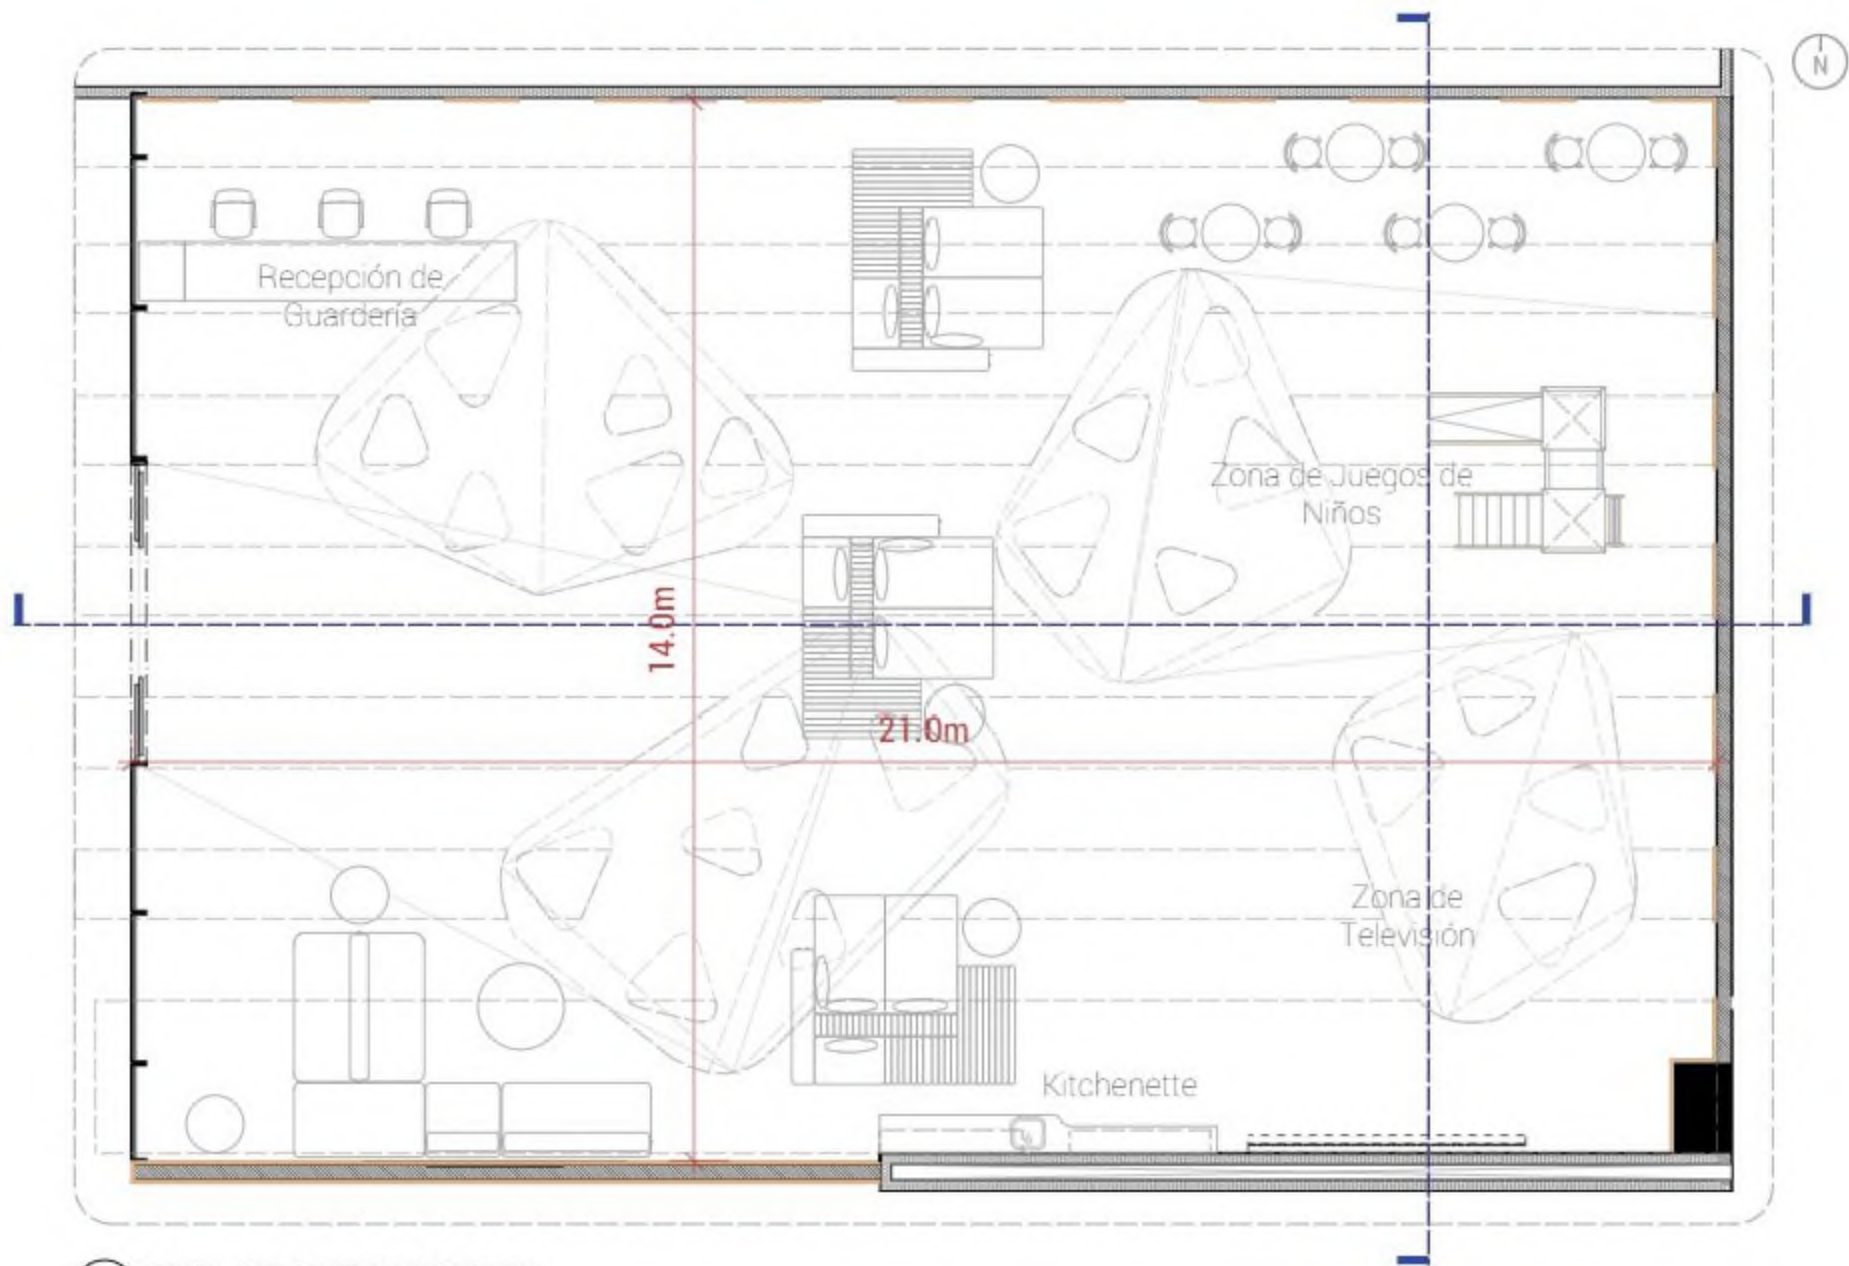 N
Recepción de
Guardería
Zona de Juegos de
Niños
14.0m
21.0m
Zona de
Televisión
Kitchenette